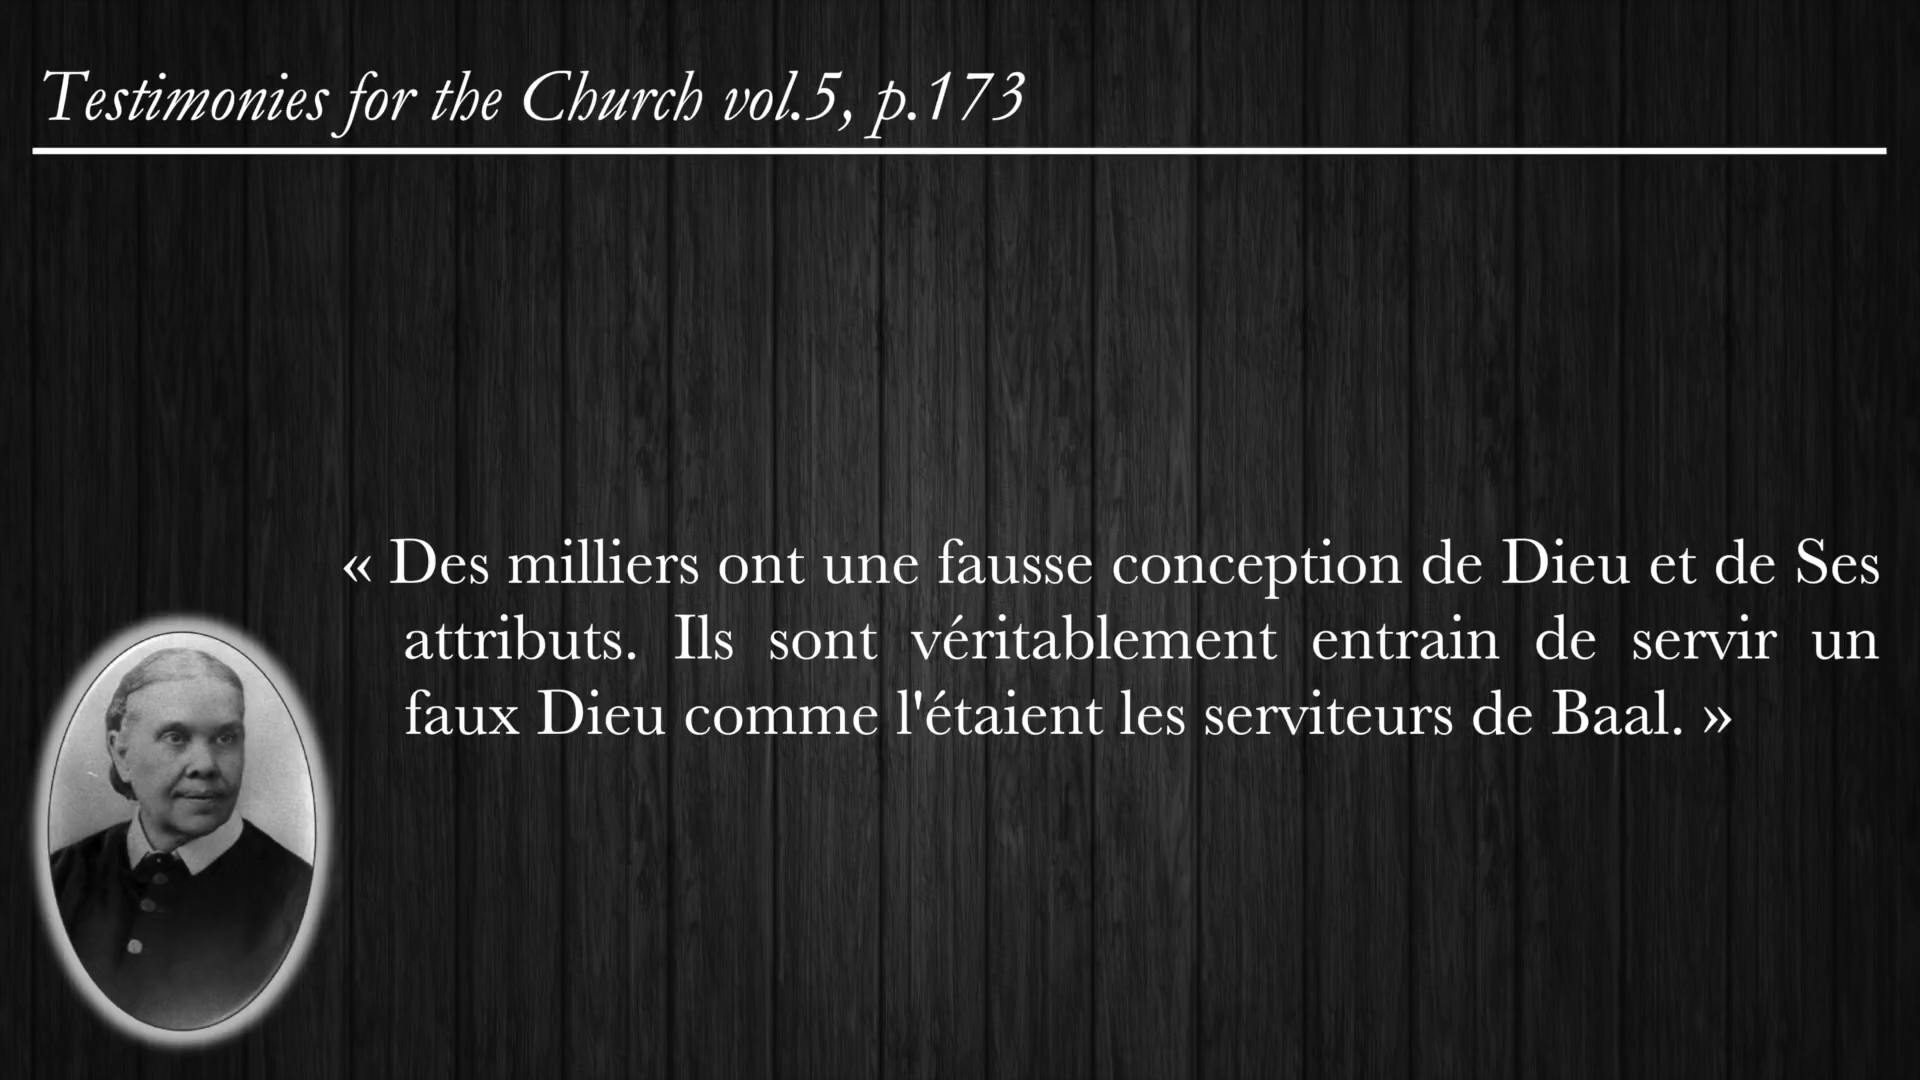 Testimonies for the Church vol.5, p.173
« Des milliers ont une fausse conception de Dieu et de Ses
attributs. Ils sont véritablement entrain de servir un
faux Dieu comme l'étaient les serviteurs de Baal. »